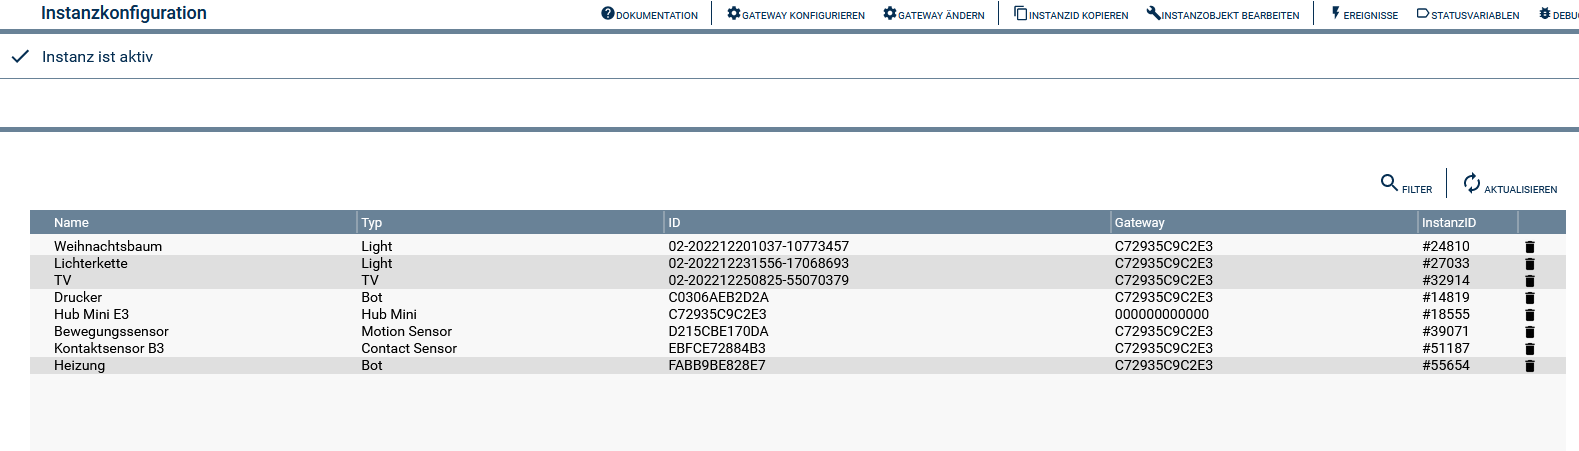 Instanzkonfiguration
DOKUMENTATION GATEWAY KONFIGURIEREN GATEWAY ÄNDERN INSTANZID KOPIEREN INSTANZOBJEKT BEARBEITEN EREIGNISSE STATUSVARIABLEN
Instanz ist aktiv
FILTER AKTUALISIEREN
Name Typ ID Gateway InstanzID
Weihnachtsbaum Light 02-202212201037-10773457 C72935C9C2E3 #24810
Lichterkette Light 02-202212231556-17068693 C72935C9C2E3 #27033
TV TV 02-202212250825-55070379 C72935C9C2E3 #32914
Drucker Bot C0306AEB2D2A C72935C9C2E3 #14819
Hub Mini E3 Hub Mini C72935C9C2E3 000000000000 #18555
Bewegungssensor Motion Sensor D215CBE170DA C72935C9C2E3 #39071
Kontaktsensor B3 Contact Sensor EBFCE72884B3 C72935C9C2E3 #51187
Heizung Bot FABB9BE828E7 C72935C9C2E3 #55654